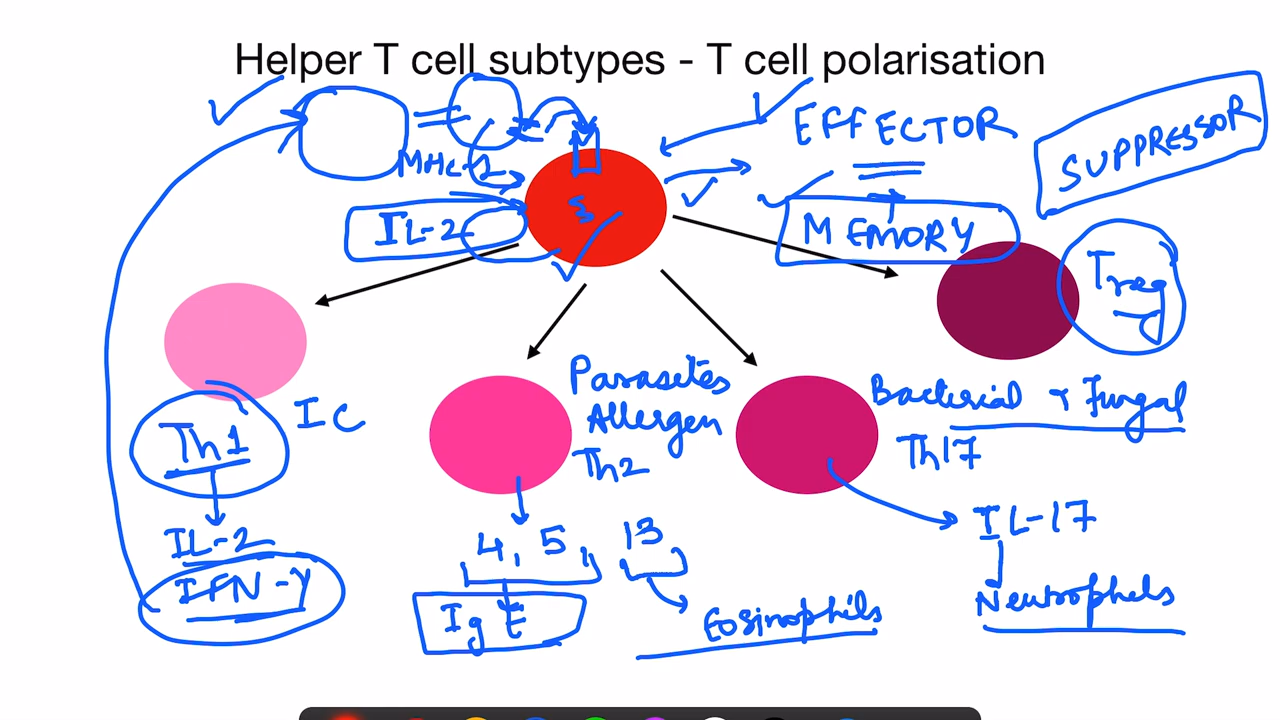 Helper T cell subtypes - T cell polarisation
EFFECTOR
SUPPRESSOR
MHC-2
IL-2
MEMORY
Treg
Th1
IC
IL-2
IFN-γ
Parasites
Allergen
Th2
4, 5, 13
IgE
Eosinophils
Bacterial & Fungal
Th17
IL-17
Neutrophels